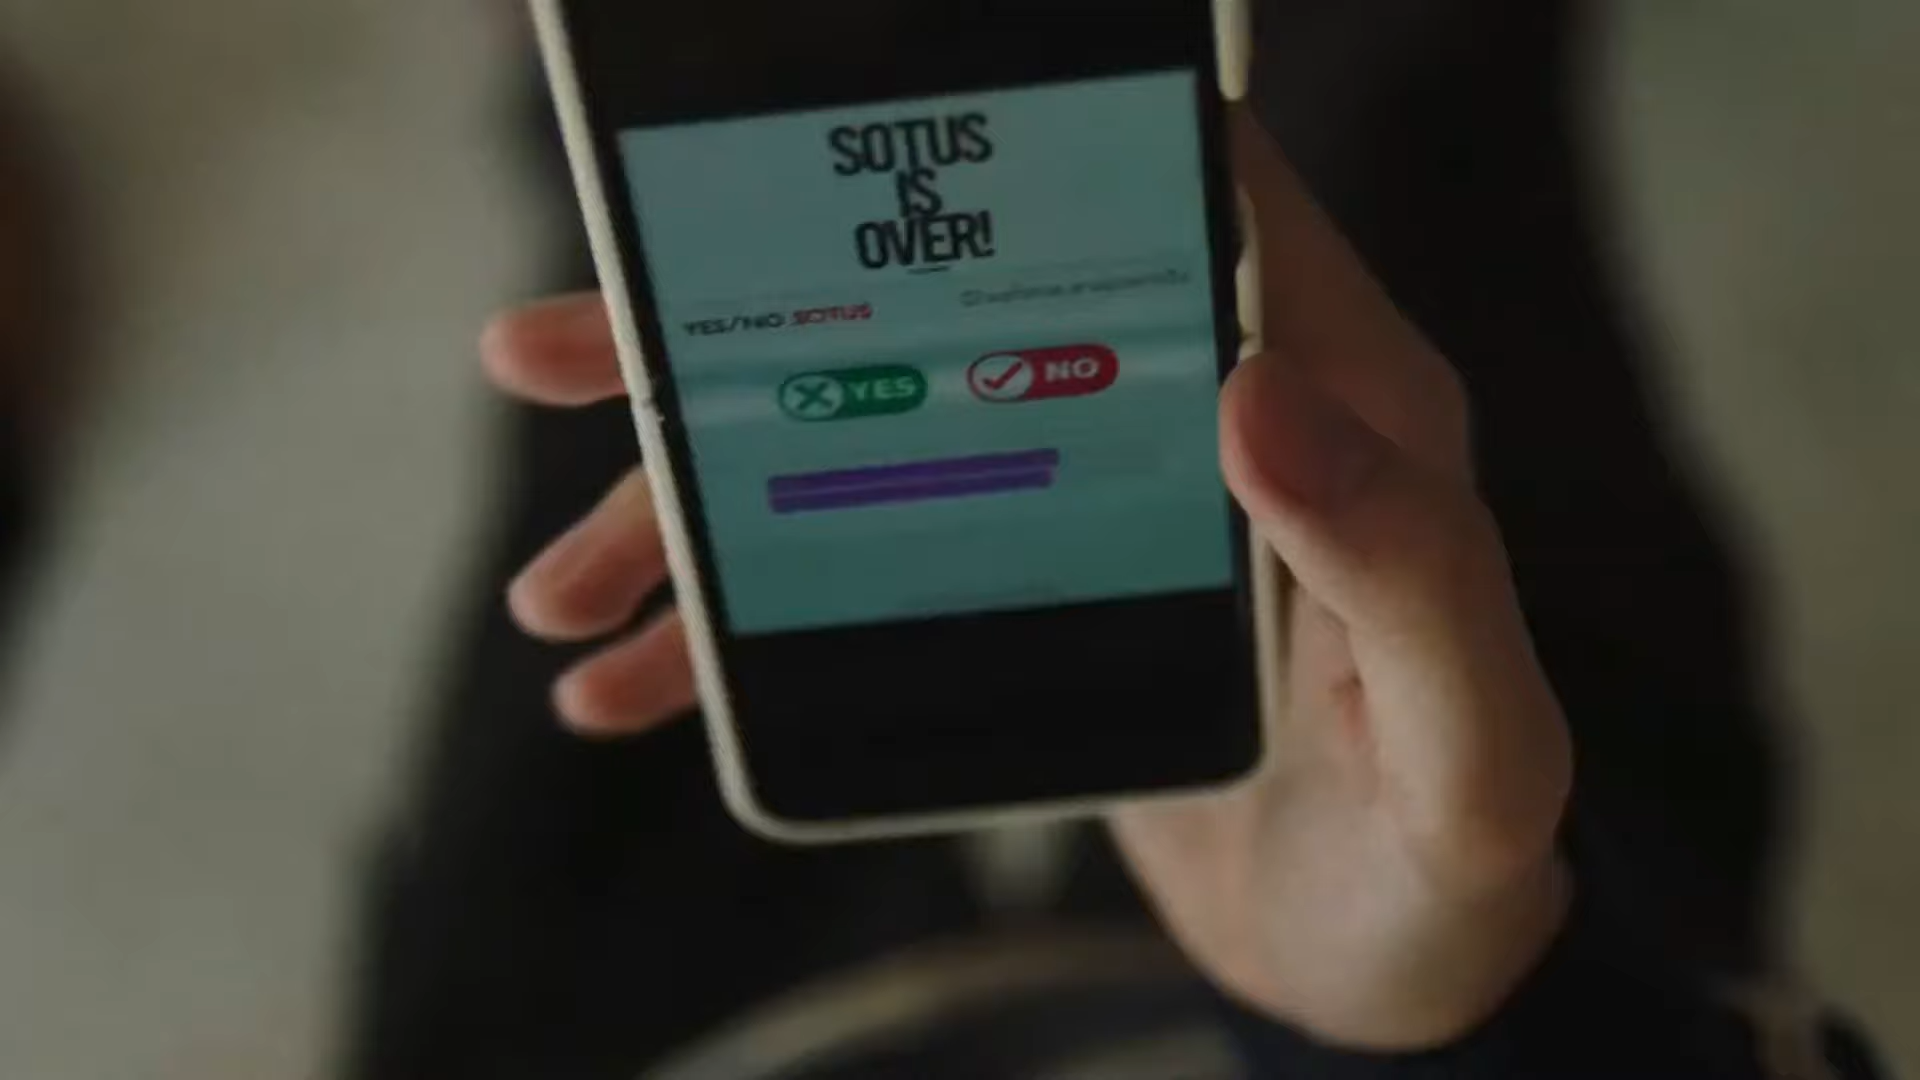 SOTUS
IS
OVER!
YES/NO SOTUS
YES
NO